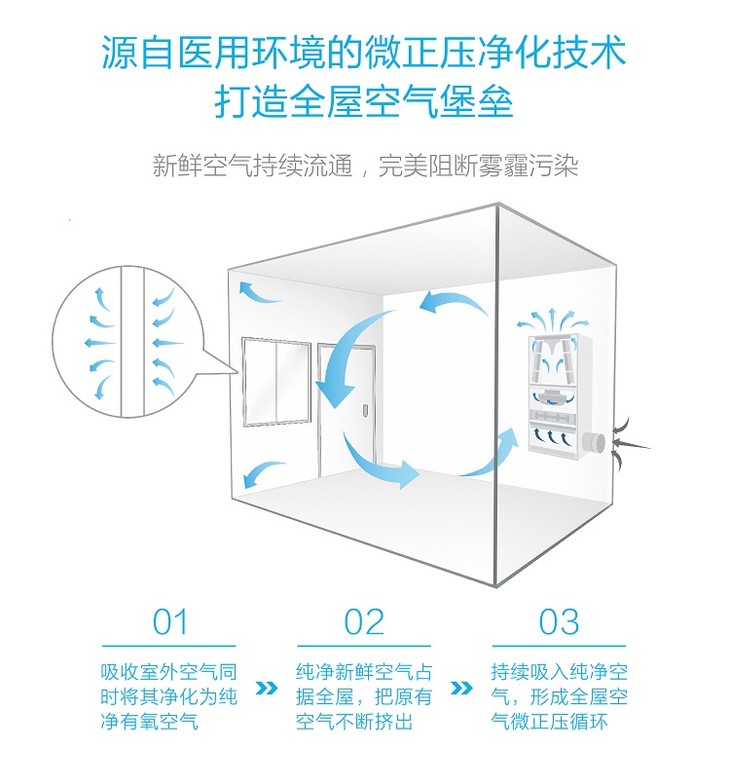 源自医用环境的微正压净化技术
打造全屋空气堡垒
新鲜空气持续流通，完美阻断雾霾污染
01
吸收室外空气同
时将其净化为纯
净有氧空气
02
纯净新鲜空气占
据全屋，把原有
空气不断挤出
03
持续吸入纯净空
气，形成全屋空
气微正压循环